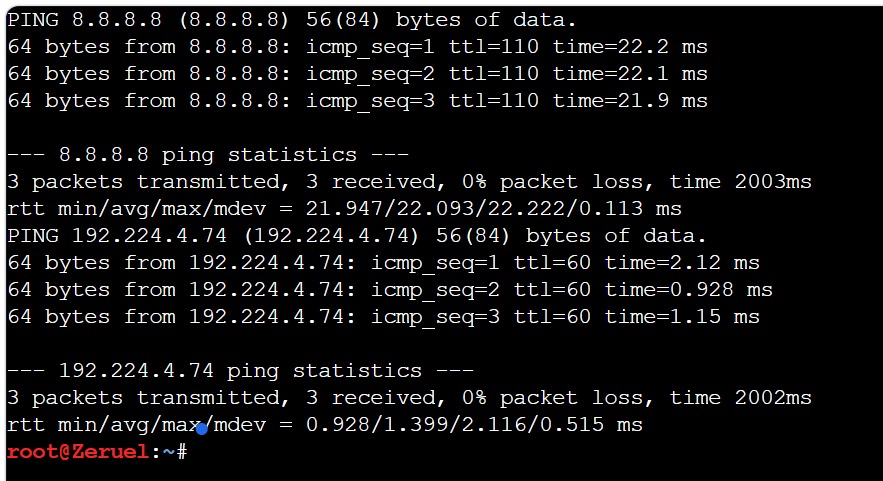 PING 8.8.8.8 (8.8.8.8) 56(84) bytes of data.
64 bytes from 8.8.8.8: icmp_seq=1 ttl=110 time=22.2 ms
64 bytes from 8.8.8.8: icmp_seq=2 ttl=110 time=22.1 ms
64 bytes from 8.8.8.8: icmp_seq=3 ttl=110 time=21.9 ms

--- 8.8.8.8 ping statistics ---
3 packets transmitted, 3 received, 0% packet loss, time 2003ms
rtt min/avg/max/mdev = 21.947/22.093/22.222/0.113 ms
PING 192.224.4.74 (192.224.4.74) 56(84) bytes of data.
64 bytes from 192.224.4.74: icmp_seq=1 ttl=60 time=2.12 ms
64 bytes from 192.224.4.74: icmp_seq=2 ttl=60 time=0.928 ms
64 bytes from 192.224.4.74: icmp_seq=3 ttl=60 time=1.15 ms

--- 192.224.4.74 ping statistics ---
3 packets transmitted, 3 received, 0% packet loss, time 2002ms
rtt min/avg/max/mdev = 0.928/1.399/2.116/0.515 ms
root@Zeruel:~#